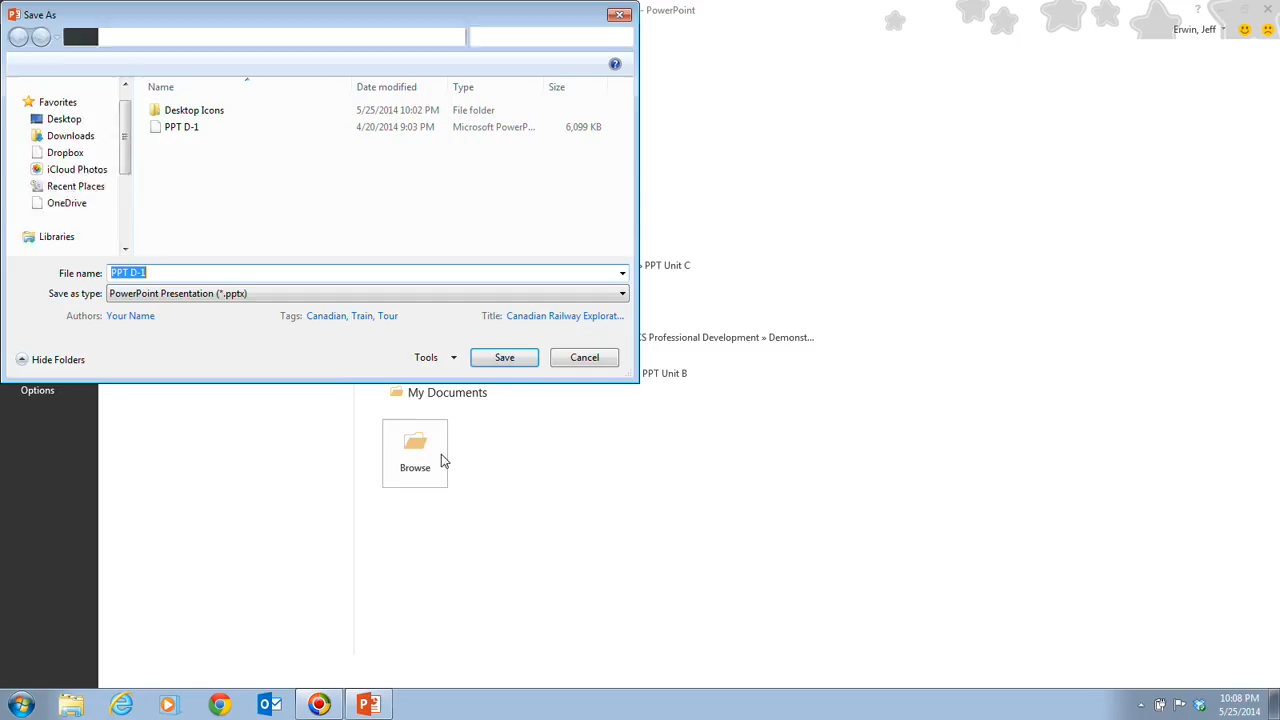 Save As
- PowerPoint
?
Erwin, Jeff
Name Date modified Type Size
Favorites
Desktop
Downloads
Dropbox
iCloud Photos
Recent Places
OneDrive
Libraries
Desktop Icons 5/25/2014 10:02 PM File folder
PPT D-1 4/20/2014 9:03 PM Microsoft PowerP... 6,099 KB
File name: PPT D-1
Save as type: PowerPoint Presentation (*.pptx)
Authors: Your Name Tags: Canadian, Train, Tour Title: Canadian Railway Explorat...
Hide Folders Tools Save Cancel
» PPT Unit C
CS Professional Development » Demonst...
PPT Unit B
Options
My Documents
Browse
10:08 PM
5/25/2014